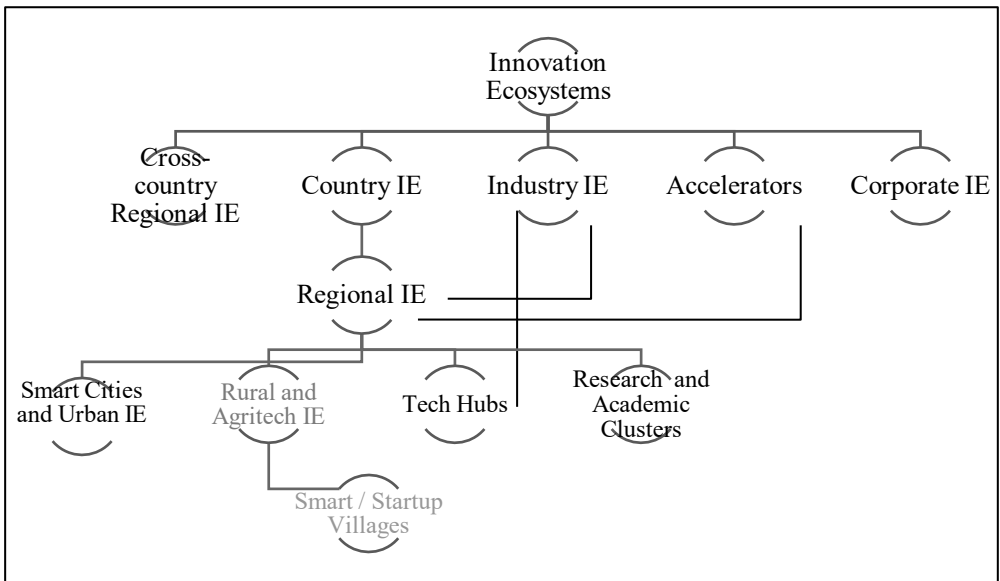 Innovation
Ecosystems
Cross-
country
Regional IE
Country IE
Industry IE
Accelerators
Corporate IE
Regional IE
Smart Cities
and Urban IE
Rural and
Agritech IE
Tech Hubs
Research and
Academic
Clusters
Smart / Startup
Villages